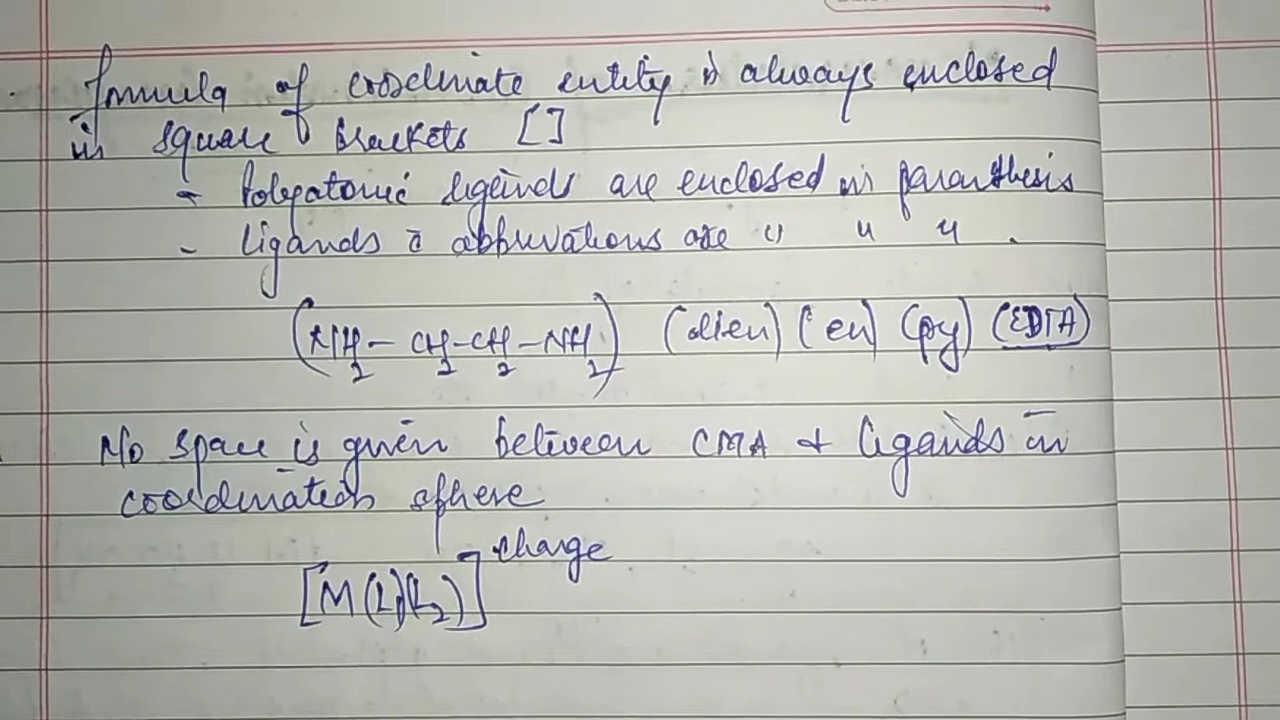 formula of coordinate entity is always enclosed
in square brackets []
- Polyatomic ligands are enclosed in paranthesis
- ligands c̄ abbrivations are " " " .
(NH₂-CH₂-CH₂-NH₂) (dien) (en) (py) (EDTA)
No space is given between CMA & ligands in
coordination sphere
[M(L₁)(L₂)]^charge